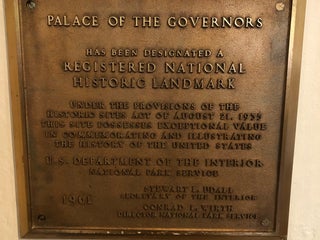 PALACE OF THE GOVERNORS
HAS BEEN DESIGNATED A
REGISTERED NATIONAL
HISTORIC LANDMARK
UNDER THE PROVISIONS OF THE
HISTORIC SITES ACT OF AUGUST 21, 1935
THIS SITE POSSESSES EXCEPTIONAL VALUE
IN COMMEMORATING AND ILLUSTRATING
THE HISTORY OF THE UNITED STATES
U.S. DEPARTMENT OF THE INTERIOR
NATIONAL PARK SERVICE
STEWART L. UDALL
SECRETARY OF THE INTERIOR
1961
CONRAD L. WIRTH
DIRECTOR NATIONAL PARK SERVICE